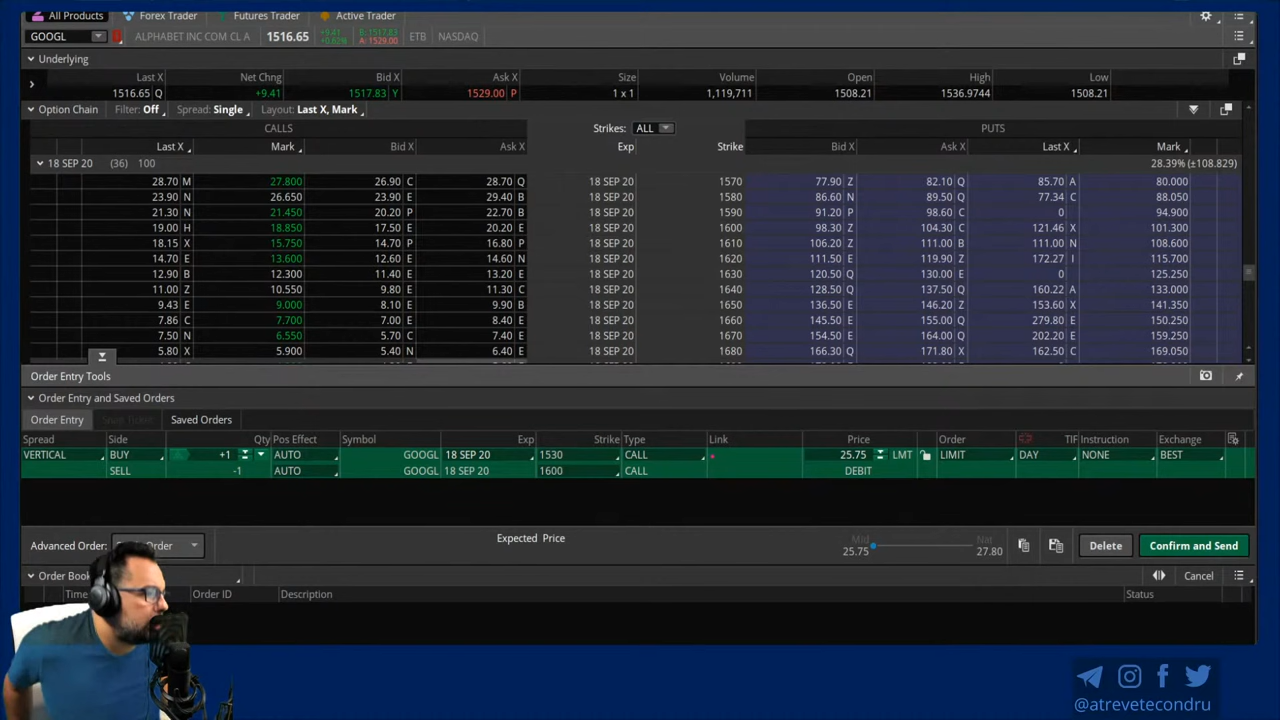 All Products Forex Trader Futures Trader Active Trader
GOOGL ALPHABET INC COM CL A 1516.65 +9.41 +0.62% B: 1517.83 A: 1529.00 ETB NASDAQ
Underlying
Last X Net Chng Bid X Ask X Size Volume Open High Low
1516.65 Q +9.41 1517.83 Y 1529.00 P 1 x 1 1,119,711 1508.21 1536.9744 1508.21
Option Chain Filter: Off Spread: Single Layout: Last X, Mark
CALLS Strikes: ALL PUTS
Last X Mark Bid X Ask X Exp Strike Bid X Ask X Last X Mark
18 SEP 20 (36) 100 28.39% (±108.829)
28.70 M 27.800 26.90 C 28.70 Q 18 SEP 20 1570 77.90 Z 82.10 Q 85.70 A 80.000
23.90 N 26.650 23.90 E 29.40 B 18 SEP 20 1580 86.60 N 89.50 Q 77.34 C 88.050
21.30 N 21.450 20.20 P 22.70 B 18 SEP 20 1590 91.20 P 98.60 C 0 94.900
19.00 H 18.850 17.50 E 20.20 E 18 SEP 20 1600 98.30 Z 104.30 C 121.46 X 101.300
18.15 X 15.750 14.70 P 16.80 P 18 SEP 20 1610 106.20 Z 111.00 B 111.00 N 108.600
14.70 E 13.600 12.60 E 14.60 N 18 SEP 20 1620 111.50 E 119.90 Z 172.27 I 115.700
12.90 B 12.300 11.40 E 13.20 E 18 SEP 20 1630 120.50 Q 130.00 E 0 125.250
11.00 Z 10.550 9.80 E 11.30 C 18 SEP 20 1640 128.50 Q 137.50 Q 160.22 A 133.000
9.43 E 9.000 8.10 E 9.90 B 18 SEP 20 1650 136.50 E 146.20 Z 153.60 X 141.350
7.86 C 7.700 7.00 E 8.40 E 18 SEP 20 1660 145.50 E 155.00 Q 279.80 E 150.250
7.50 N 6.550 5.70 C 7.40 E 18 SEP 20 1670 154.50 E 164.00 Q 202.20 E 159.250
5.80 X 5.900 5.40 N 6.40 E 18 SEP 20 1680 166.30 Q 171.80 X 162.50 C 169.050
Order Entry Tools
Order Entry and Saved Orders
Order Entry Saved Orders
Spread Side Qty Pos Effect Symbol Exp Strike Type Link Price Order TIF Instruction Exchange
VERTICAL BUY +1 AUTO GOOGL 18 SEP 20 1530 CALL 25.75 LMT LIMIT DAY NONE BEST
SELL -1 AUTO GOOGL 18 SEP 20 1600 CALL DEBIT
Expected Price
Advanced Order: Order Mid 25.75 Nat 27.80 Delete Confirm and Send
Order Book Cancel
Time Order ID Description Status
@atrevetecondru